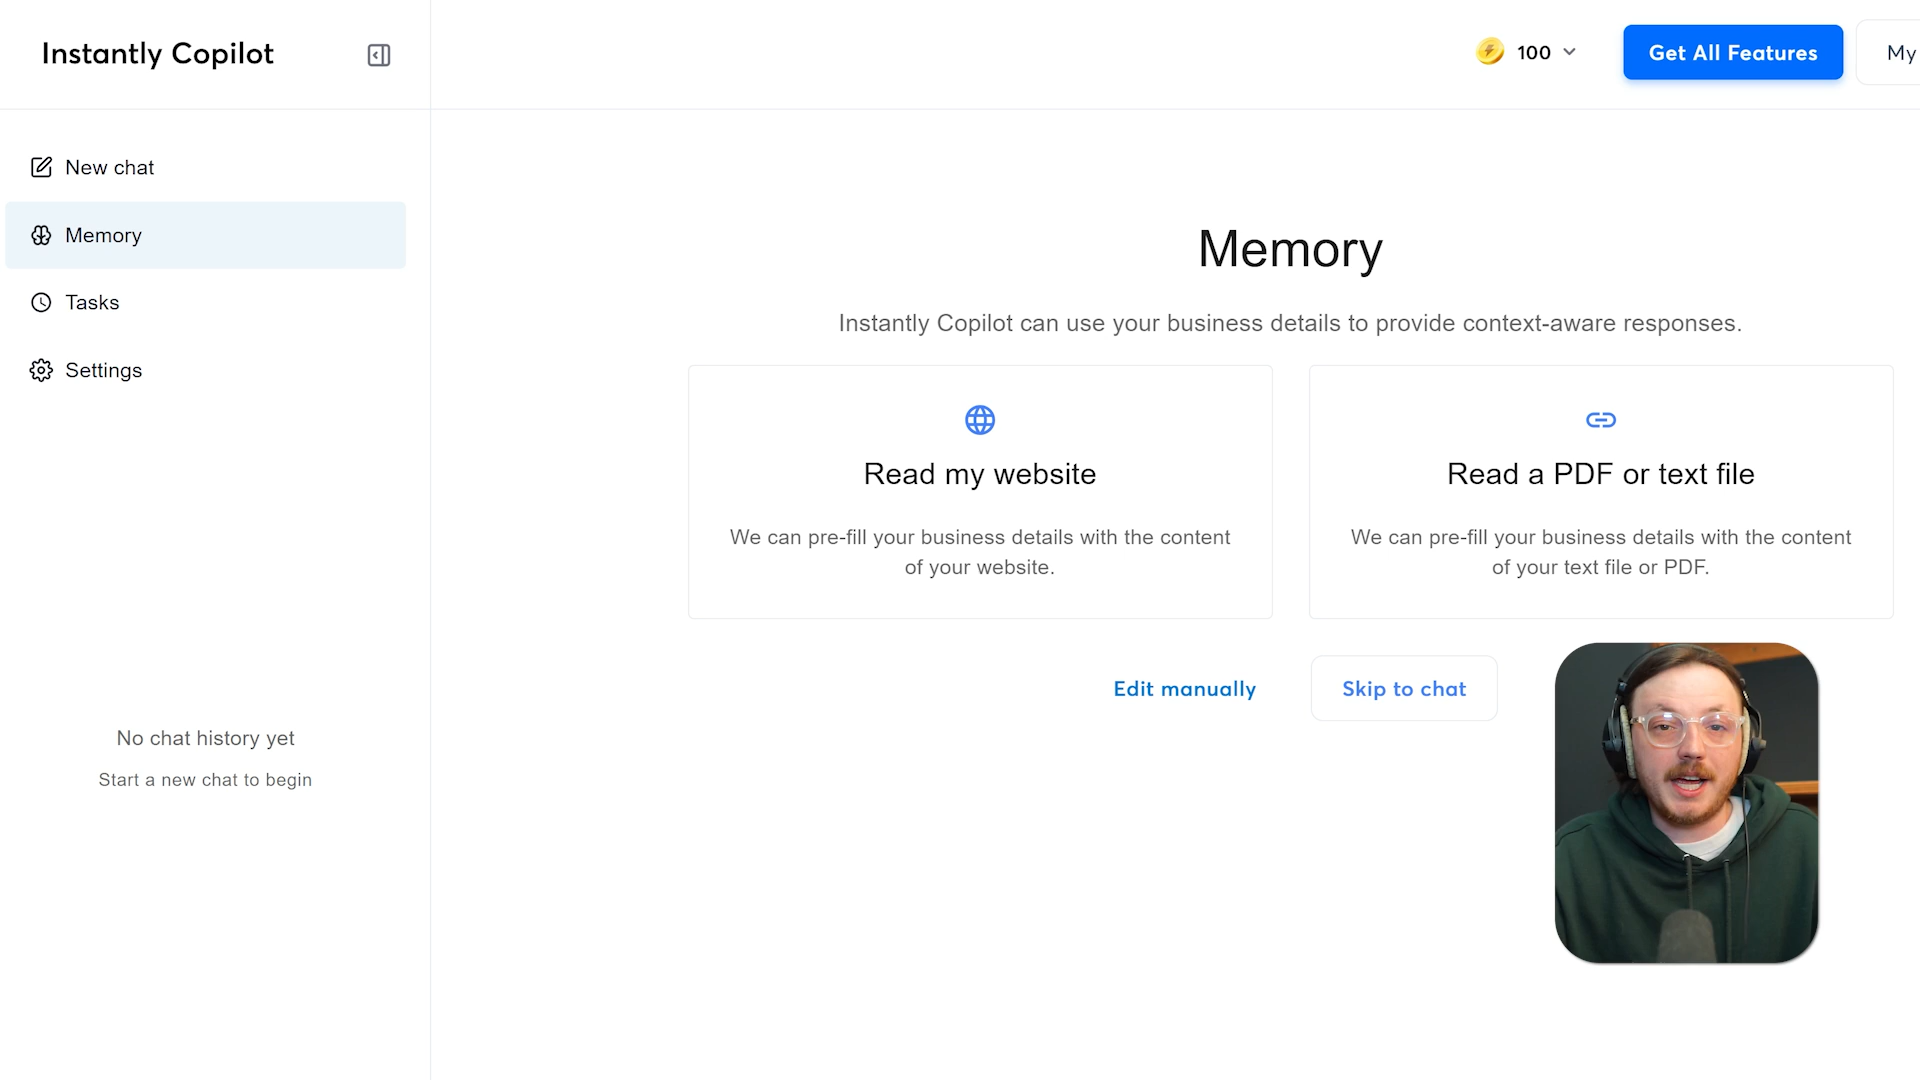 Instantly Copilot
100
Get All Features
My
New chat
Memory
Tasks
Settings
No chat history yet
Start a new chat to begin
Memory
Instantly Copilot can use your business details to provide context-aware responses.
Read my website
We can pre-fill your business details with the content
of your website.
Read a PDF or text file
We can pre-fill your business details with the content
of your text file or PDF.
Edit manually
Skip to chat